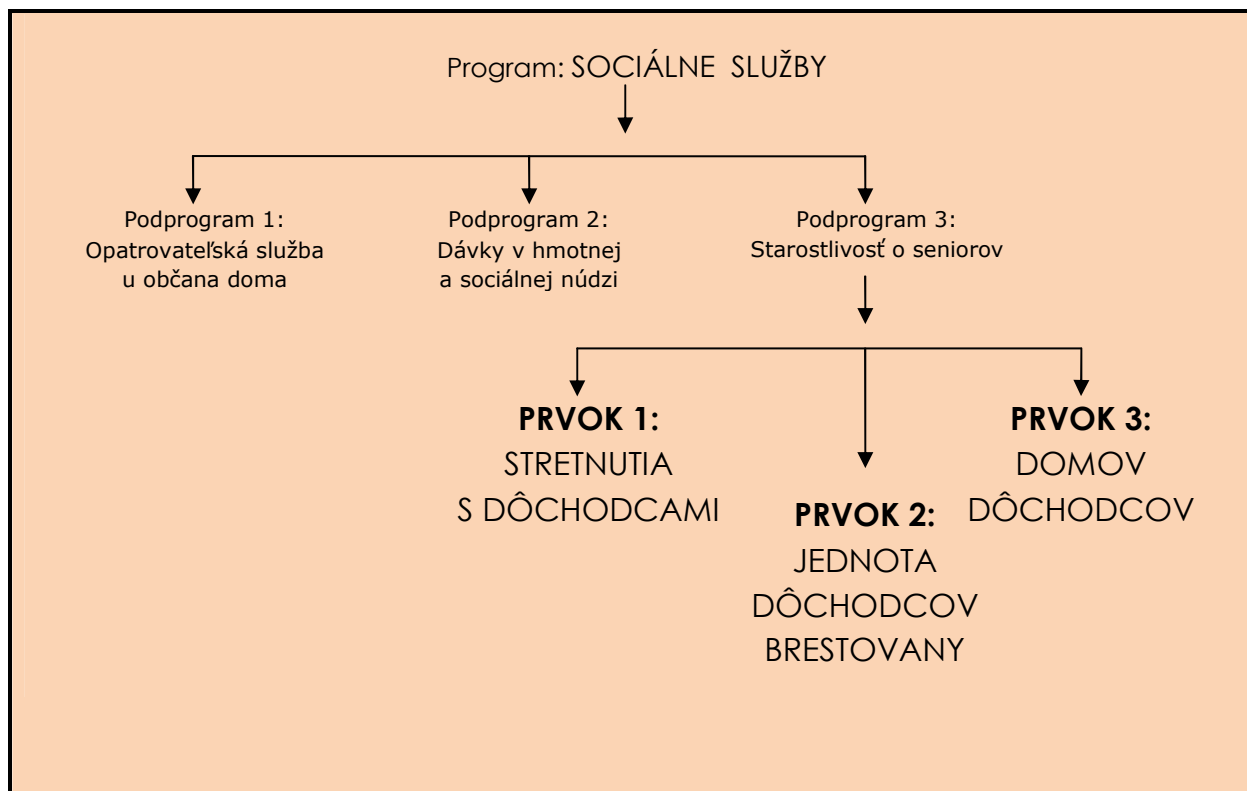 Program: SOCIÁLNE SLUŽBY
Podprogram 1:
Opatrovateľská služba
u občana doma
Podprogram 2:
Dávky v hmotnej
a sociálnej núdzi
Podprogram 3:
Starostlivosť o seniorov
PRVOK 1:
STRETNUTIA
S DÔCHODCAMI
PRVOK 2:
JEDNOTA
DÔCHODCOV
BRESTOVANY
PRVOK 3:
DOMOV
DÔCHODCOV